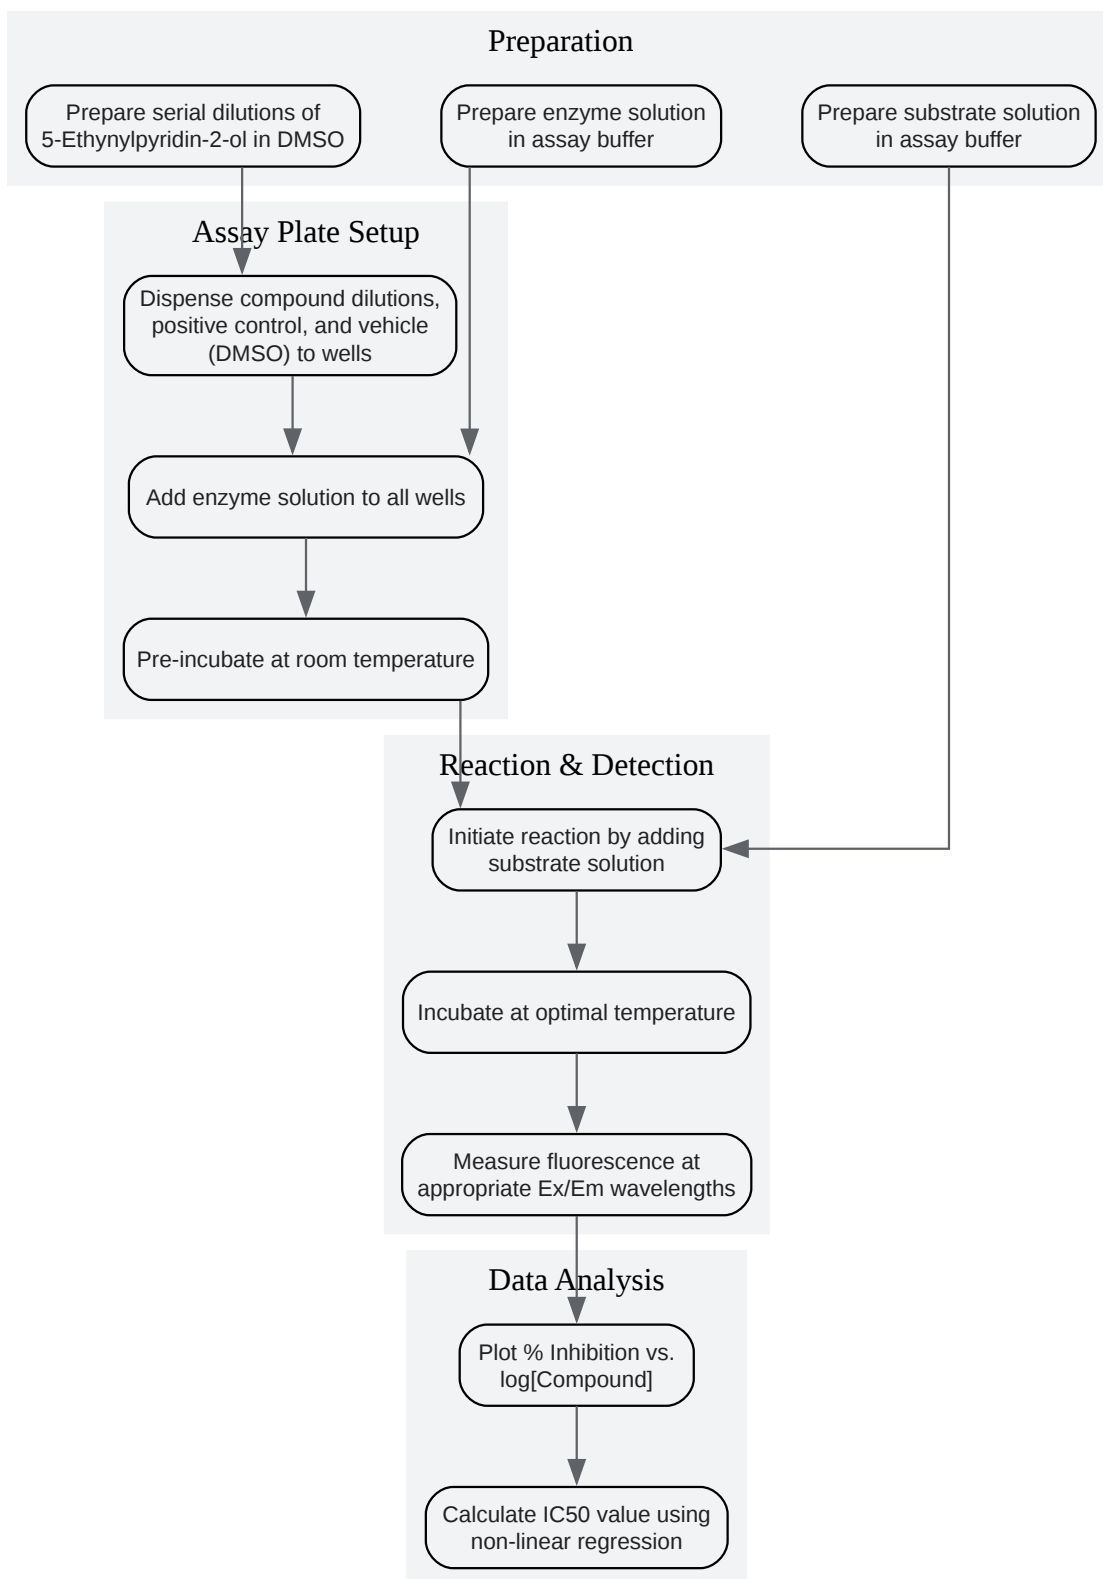 Preparation
Prepare serial dilutions of
5-Ethynylpyridin-2-ol in DMSO
Prepare enzyme solution
in assay buffer
Prepare substrate solution
in assay buffer
Assay Plate Setup
Dispense compound dilutions,
positive control, and vehicle
(DMSO) to wells
Add enzyme solution to all wells
Pre-incubate at room temperature
Reaction & Detection
Initiate reaction by adding
substrate solution
Incubate at optimal temperature
Measure fluorescence at
appropriate Ex/Em wavelengths
Data Analysis
Plot % Inhibition vs.
log[Compound]
Calculate IC50 value using
non-linear regression